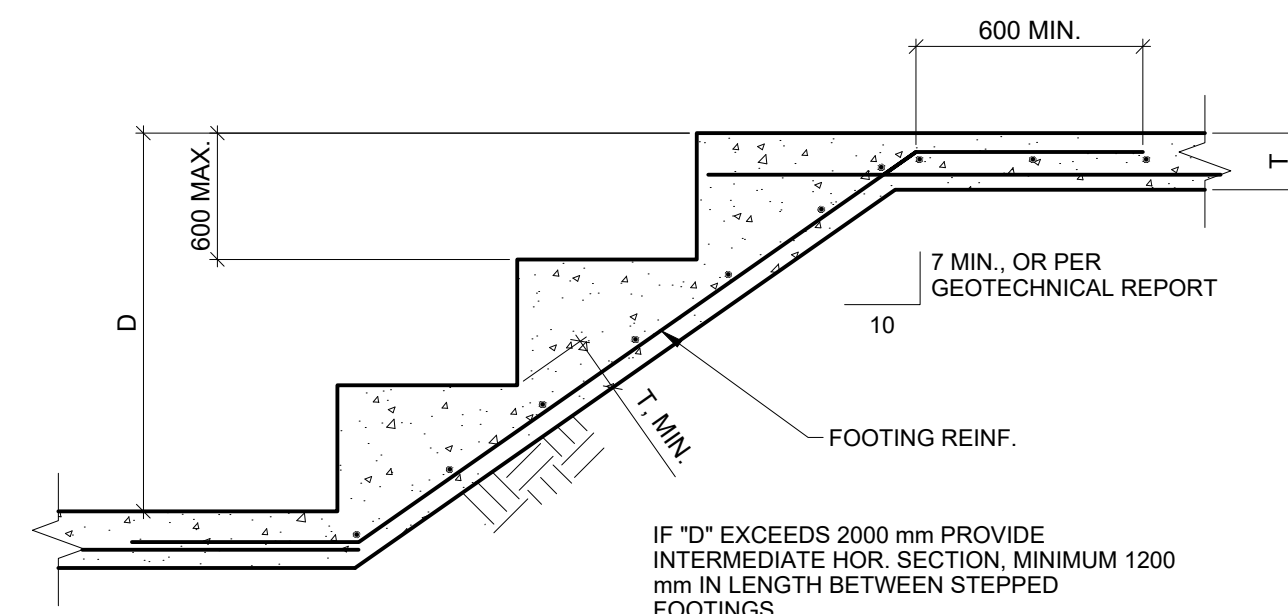 600 MIN.
600 MAX.
T
D
7 MIN., OR PER
GEOTECHNICAL REPORT
10
T, MIN.
FOOTING REINF.
IF "D" EXCEEDS 2000 mm PROVIDE
INTERMEDIATE HOR. SECTION, MINIMUM 1200
mm IN LENGTH BETWEEN STEPPED
FOOTINGS